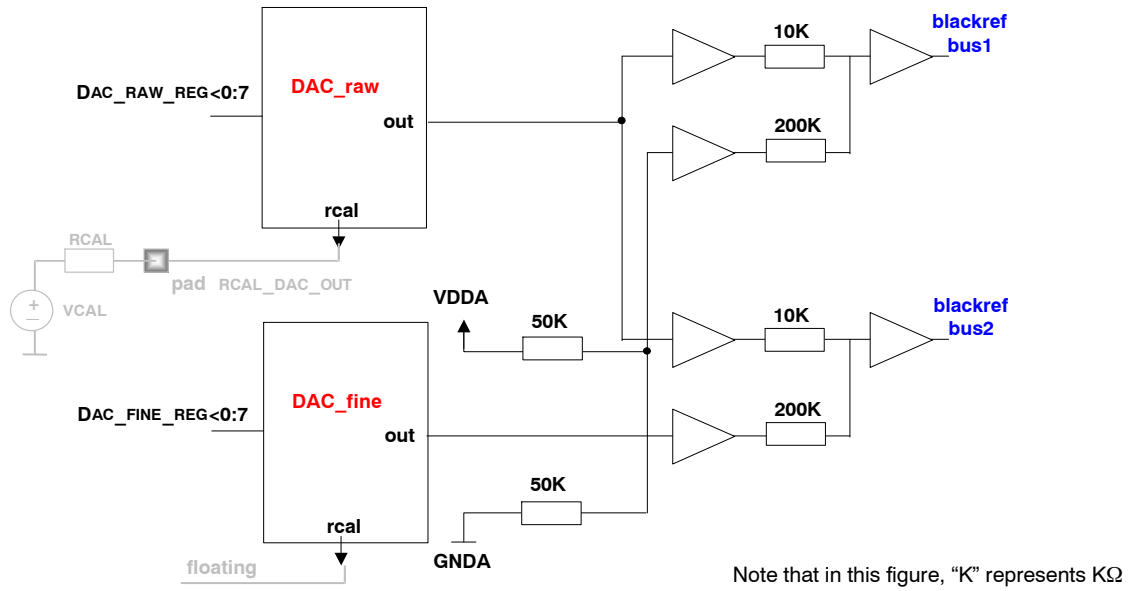 blackref
bus1
10K
DAC_RAW_REG<0:7
DAC_raw
out
200K
rcal
RCAL
pad RCAL_DAC_OUT
+
–
VCAL
VDDA
50K
blackref
bus2
10K
DAC_FINE_REG<0:7
DAC_fine
out
200K
50K
rcal
floating
GNDA
Note that in this figure, “K” represents KΩ